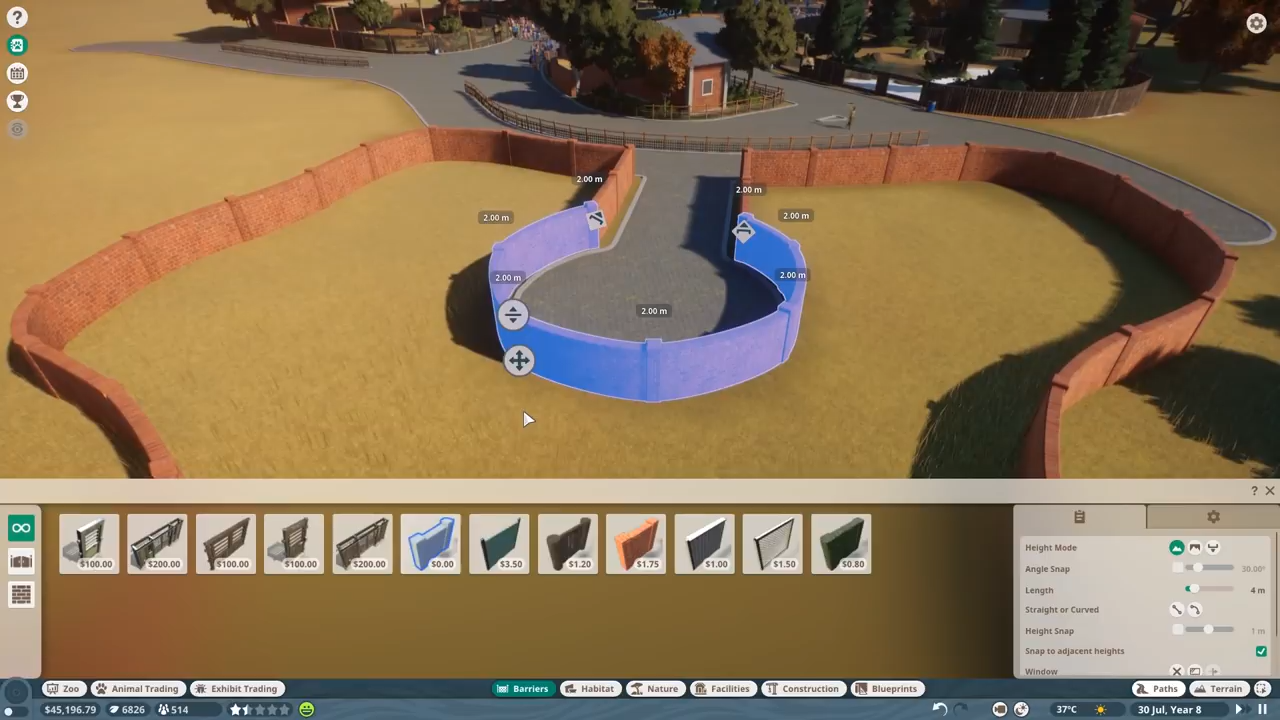 ?
2.00 m
2.00 m
2.00 m
2.00 m
2.00 m
2.00 m
2.00 m
?
$100.00
$200.00
$100.00
$100.00
$200.00
$0.00
$3.50
$1.20
$1.75
$1.00
$1.50
$0.80
Height Mode
Angle Snap 30.00°
Length 4 m
Straight or Curved
Height Snap 1 m
Snap to adjacent heights
Window
Zoo Animal Trading Exhibit Trading Barriers Habitat Nature Facilities Construction Blueprints Paths Terrain
$45,196.79 6826 514 37°C 30 Jul, Year 8